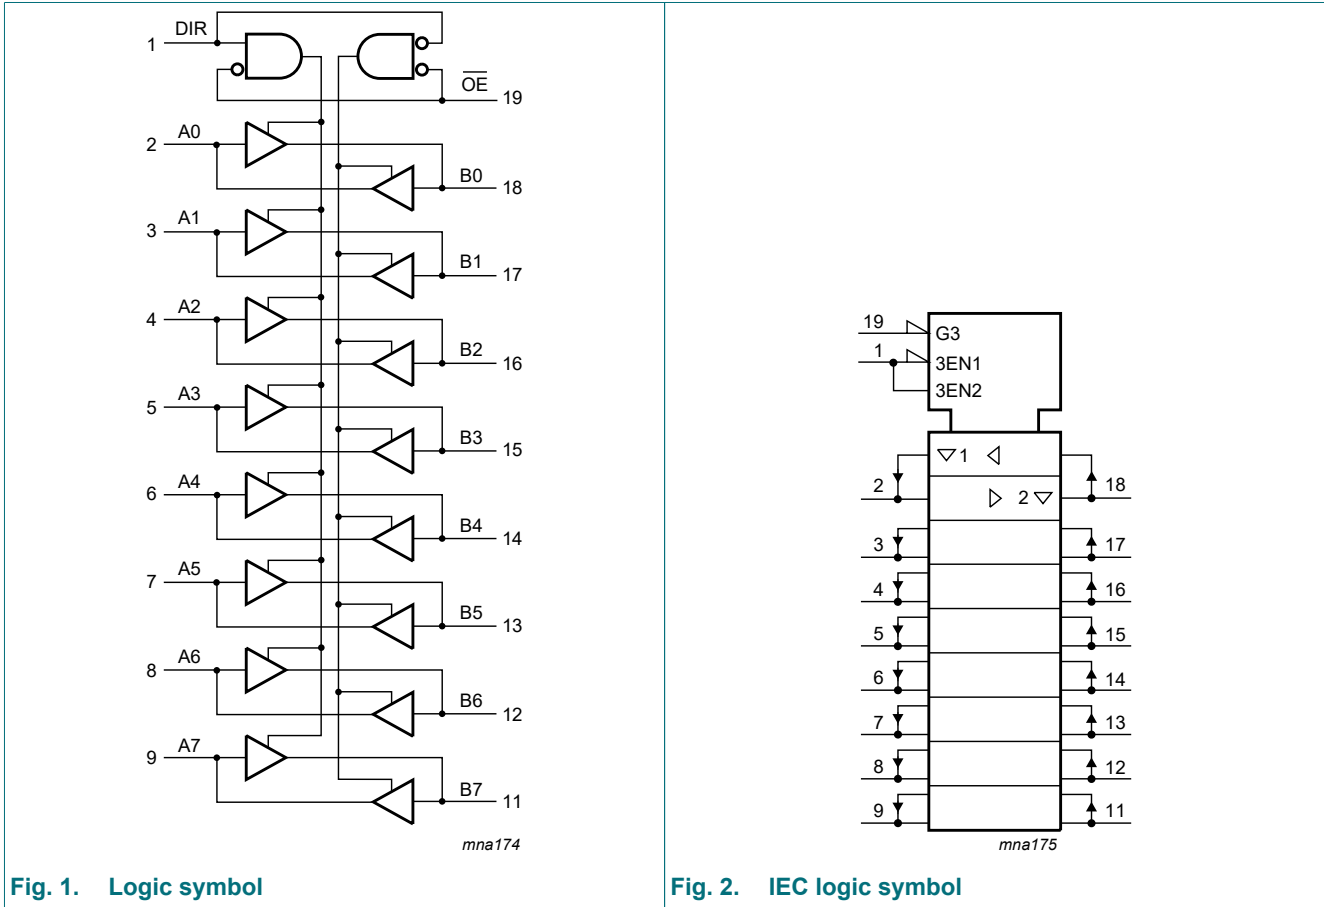 DIR
1
OE
19
A0
2
B0
18
A1
3
B1
17
A2
4
B2
16
A3
5
B3
15
A4
6
B4
14
A5
7
B5
13
A6
8
B6
12
A7
9
B7
11
mna174
Fig. 1. Logic symbol
19
G3
1
3EN1
3EN2
1
2
18
2
3
17
4
16
5
15
6
14
7
13
8
12
9
11
mna175
Fig. 2. IEC logic symbol